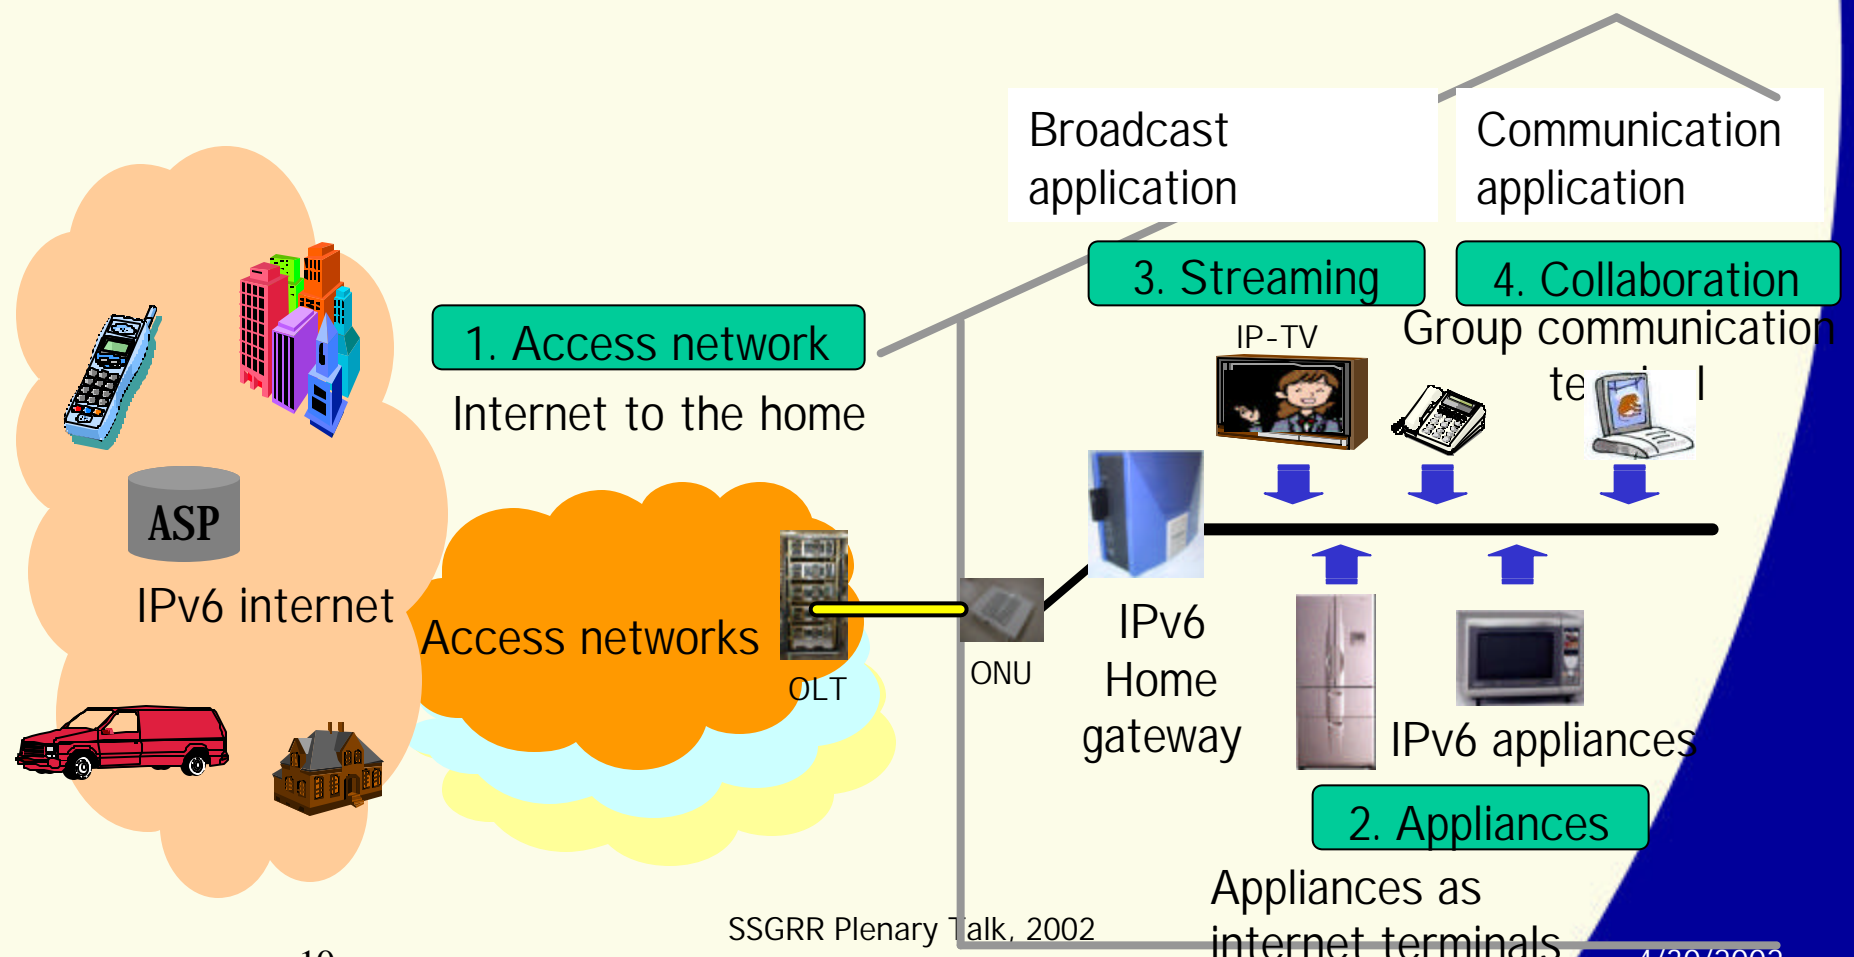 Broadcast
application
Communication
application
3. Streaming
4. Collaboration
1. Access network
Internet to the home
IP-TV
Group communication
ASP
IPv6 internet
Access networks
OLT
ONU
IPv6
Home
gateway
IPv6 appliances
2. Appliances
Appliances as
internet terminals
SSGRR Plenary Talk, 2002